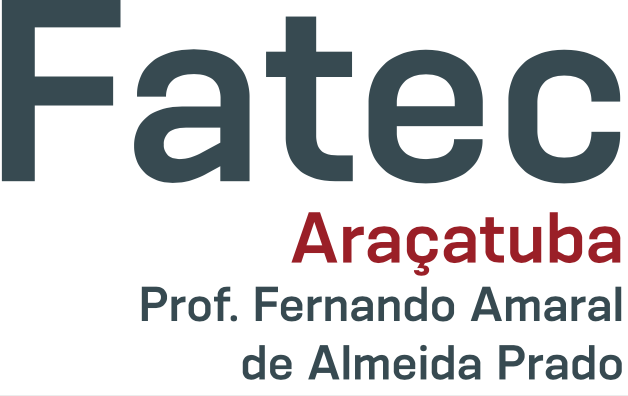 Fatec
Araçatuba
Prof. Fernando Amaral
de Almeida Prado